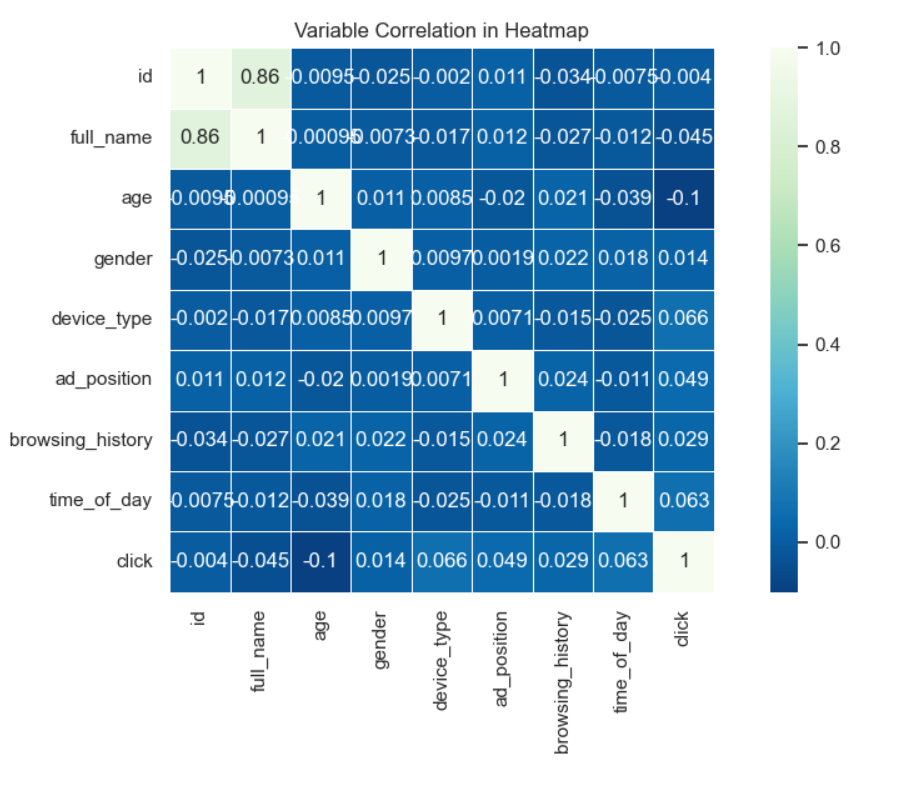 Variable Correlation in Heatmap
id 1 0.86 -0.0095 -0.025 -0.002 0.011 -0.034 -0.0075 -0.004
full_name 0.86 1 -0.0073 -0.017 0.012 -0.027 -0.012 -0.045
age -0.0095 1 0.011 0.0085 -0.02 0.021 -0.039 -0.1
gender -0.025 -0.0073 0.011 1 0.0097 0.0019 0.022 0.018 0.014
device_type -0.002 -0.017 0.0085 0.0097 1 0.0071 -0.015 -0.025 0.066
ad_position 0.011 0.012 -0.02 0.0019 0.0071 1 0.024 -0.011 0.049
browsing_history -0.034 -0.027 0.021 0.022 -0.015 0.024 1 -0.018 0.029
time_of_day -0.0075 -0.012 -0.039 0.018 -0.025 -0.011 -0.018 1 0.063
click -0.004 -0.045 -0.1 0.014 0.066 0.049 0.029 0.063 1
id full_name age gender device_type ad_position browsing_history time_of_day click
1.0
0.8
0.6
0.4
0.2
0.0